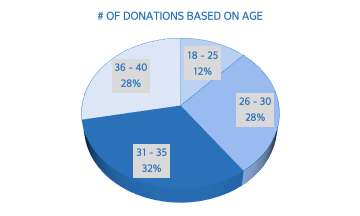 # OF DONATIONS BASED ON AGE
18 - 25
12%
26 - 30
28%
31 - 35
32%
36 - 40
28%